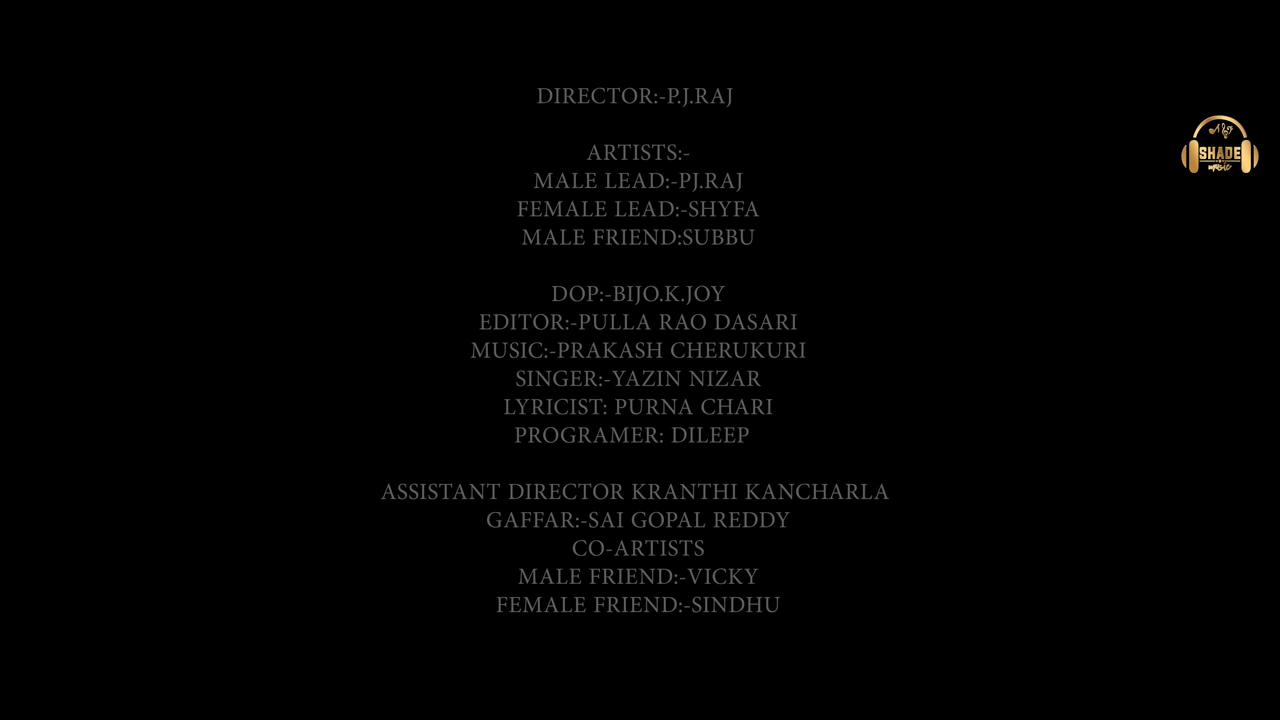 DIRECTOR:-P.J.RAJ
ARTISTS:-
MALE LEAD:-PJ.RAJ
FEMALE LEAD:-SHYFA
MALE FRIEND:SUBBU
DOP:-BIJO.K.JOY
EDITOR:-PULLA RAO DASARI
MUSIC:-PRAKASH CHERUKURI
SINGER:-YAZIN NIZAR
LYRICIST: PURNA CHARI
PROGRAMER: DILEEP
ASSISTANT DIRECTOR KRANTHI KANCHARLA
GAFFAR:-SAI GOPAL REDDY
CO-ARTISTS
MALE FRIEND:-VICKY
FEMALE FRIEND:-SINDHU
SHADE
music